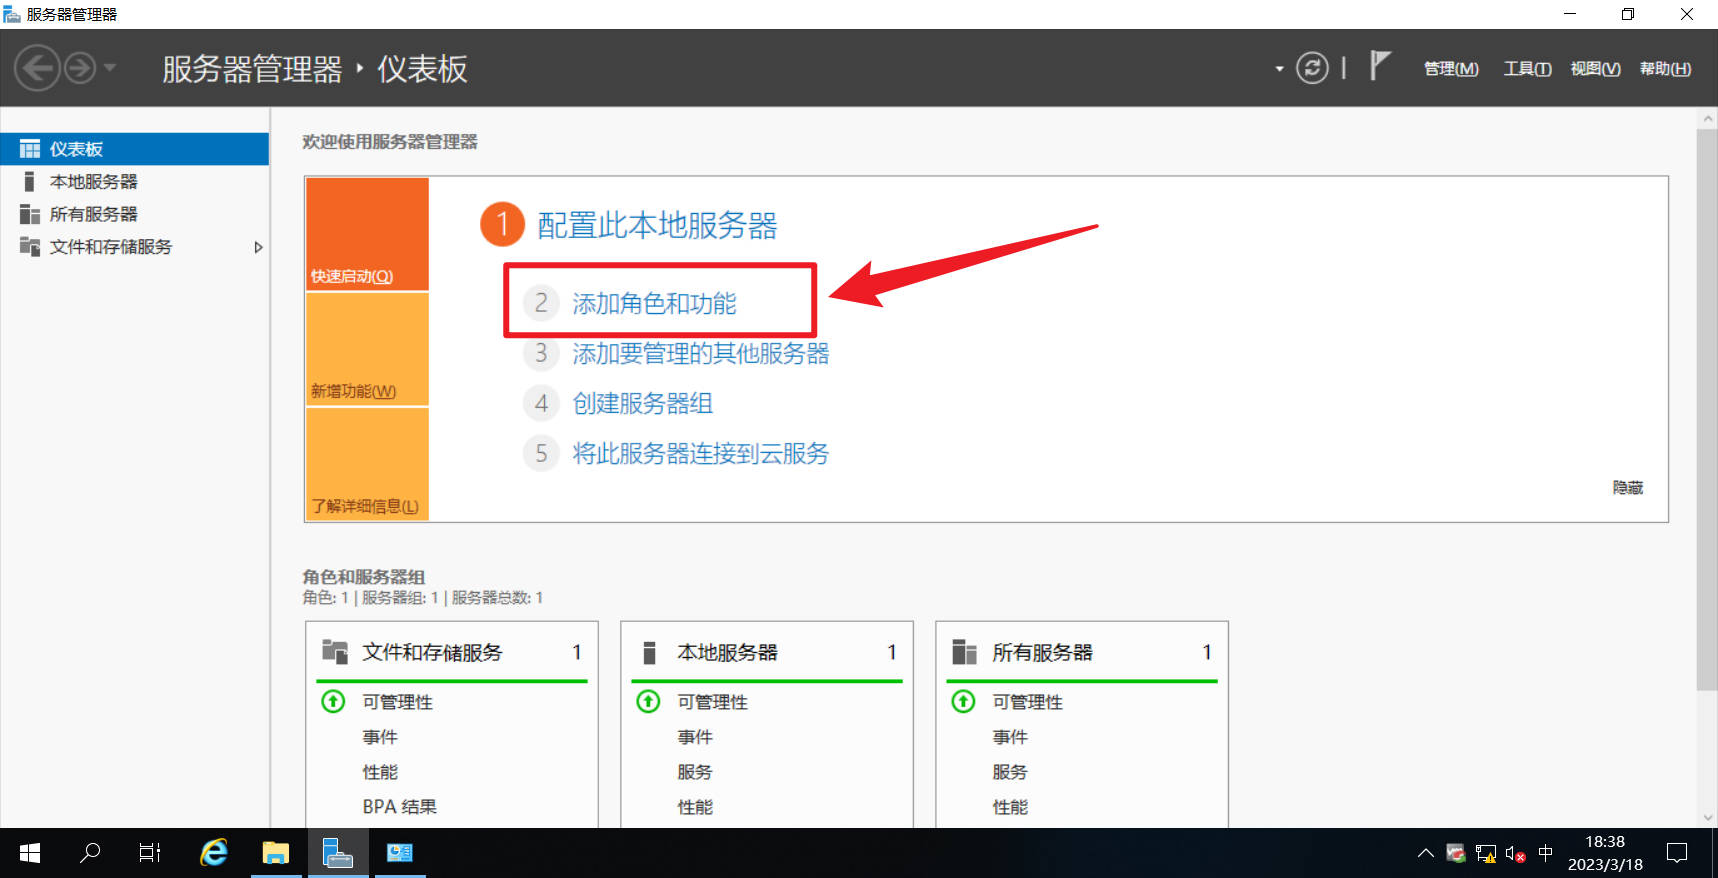 服务器管理器
服务器管理器 · 仪表板
管理(M) 工具(T) 视图(V) 帮助(H)
仪表板
本地服务器
所有服务器
文件和存储服务
欢迎使用服务器管理器
快速启动(Q)
新增功能(W)
了解详细信息(L)
1 配置此本地服务器
2 添加角色和功能
3 添加要管理的其他服务器
4 创建服务器组
5 将此服务器连接到云服务
隐藏
角色和服务器组
角色: 1 | 服务器组: 1 | 服务器总数: 1
文件和存储服务 1
可管理性
事件
性能
BPA 结果
本地服务器 1
可管理性
事件
服务
性能
所有服务器 1
可管理性
事件
服务
性能
中
18:38
2023/3/18